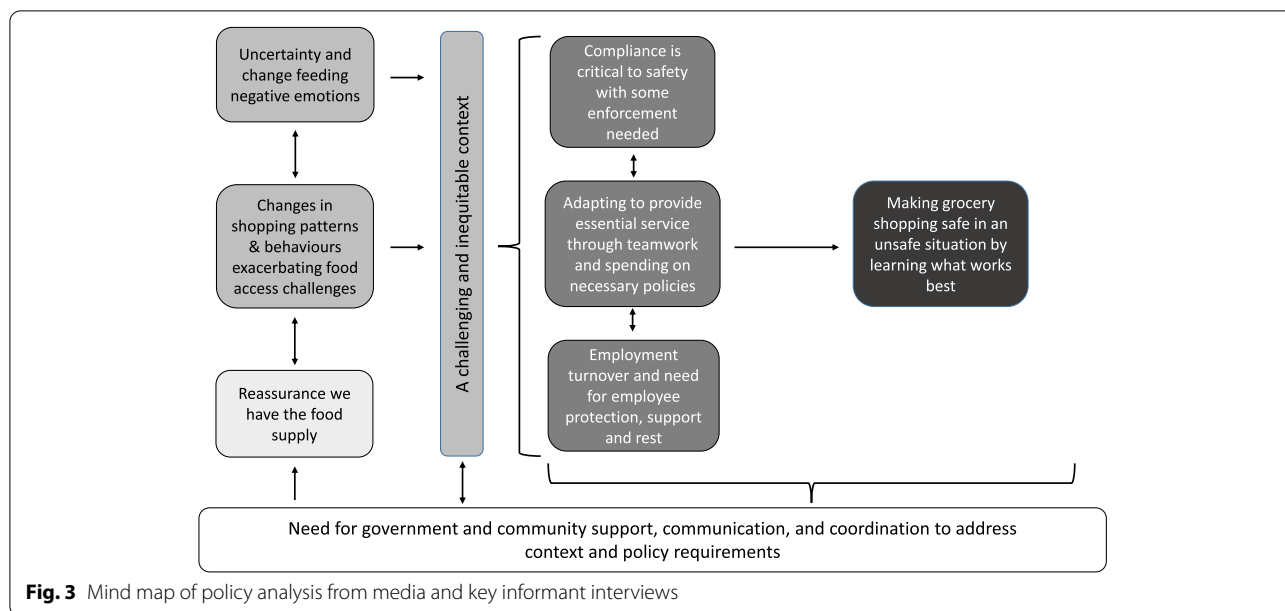 Uncertainty and
change feeding
negative emotions
Changes in
shopping patterns
& behaviours
exacerbating food
access challenges
Reassurance we
have the food
supply
A challenging and inequitable context
Compliance is
critical to safety
with some
enforcement
needed
Adapting to provide
essential service
through teamwork
and spending on
necessary policies
Employment
turnover and need
for employee
protection, support
and rest
Making grocery
shopping safe in an
unsafe situation by
learning what works
best
Need for government and community support, communication, and coordination to address
context and policy requirements
Fig. 3 Mind map of policy analysis from media and key informant interviews